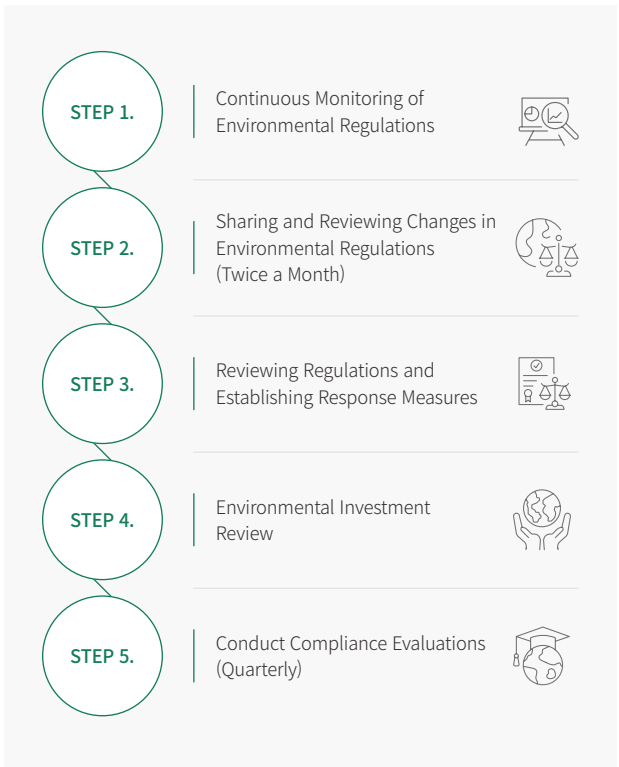 STEP 1.
Continuous Monitoring of
Environmental Regulations
STEP 2.
Sharing and Reviewing Changes in
Environmental Regulations
(Twice a Month)
STEP 3.
Reviewing Regulations and
Establishing Response Measures
STEP 4.
Environmental Investment
Review
STEP 5.
Conduct Compliance Evaluations
(Quarterly)